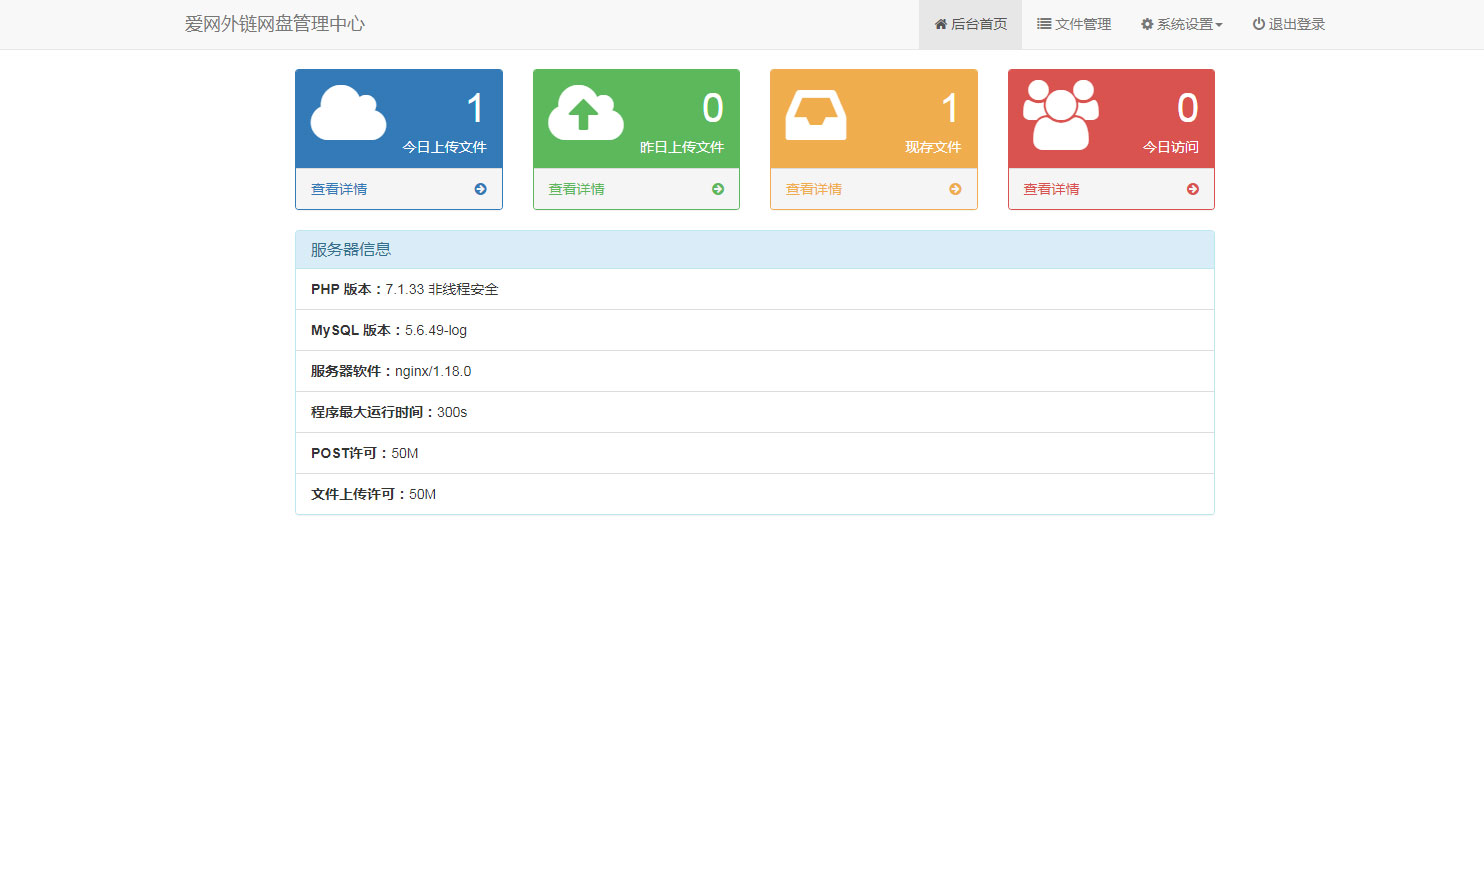 爱网外链网盘管理中心
后台首页
文件管理
系统设置
退出登录
1
今日上传文件
查看详情
0
昨日上传文件
查看详情
1
现存文件
查看详情
0
今日访问
查看详情
服务器信息
PHP 版本：7.1.33 非线程安全
MySQL 版本：5.6.49-log
服务器软件：nginx/1.18.0
程序最大运行时间：300s
POST许可：50M
文件上传许可：50M